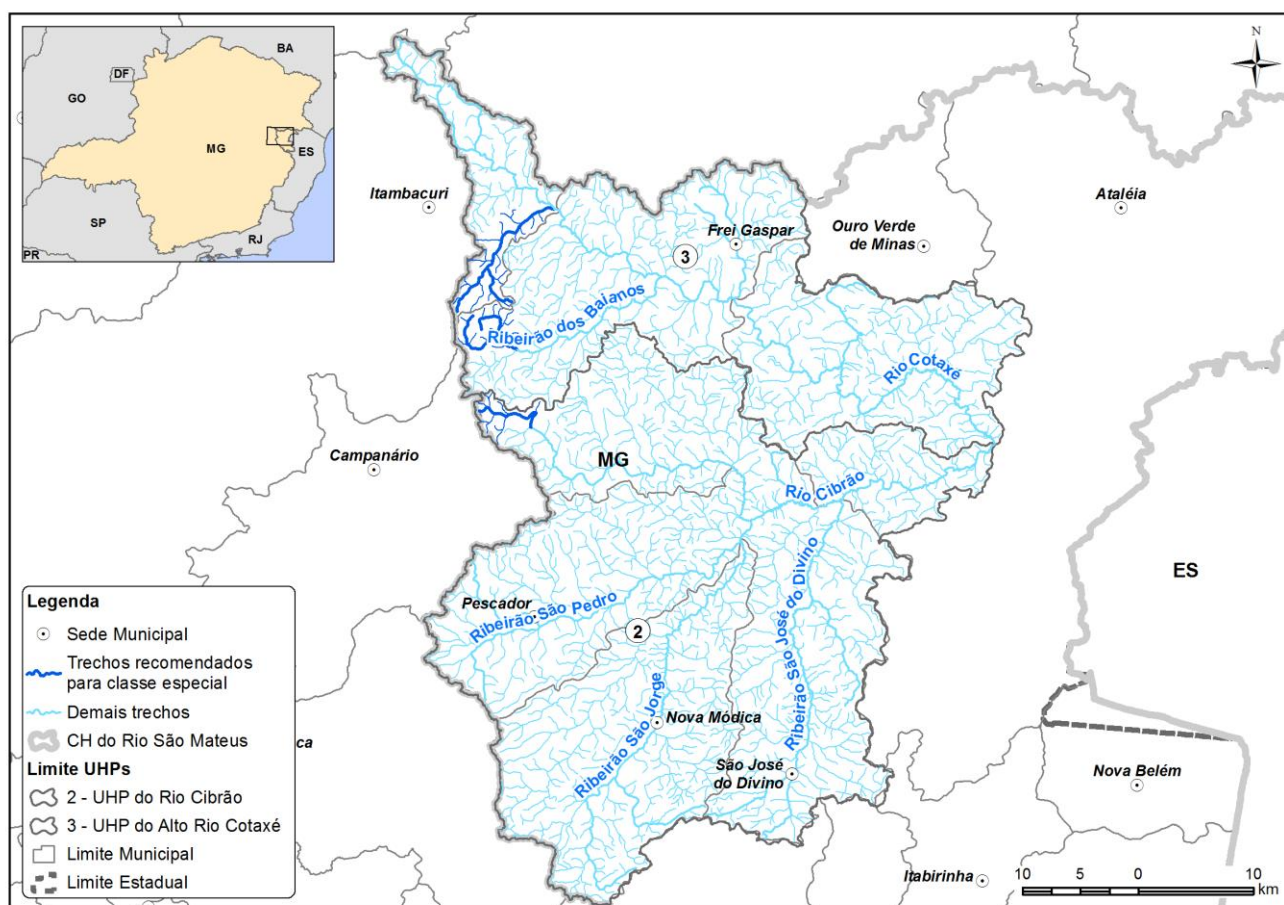 BA
DF
GO
MG
ES
SP
RJ
PR
N
Itambacuri
Ataléia
Ouro Verde
de Minas
Frei Gaspar
3
Ribeirão dos Baianos
Rio Cotaxé
Campanário
MG
Rio Cibrão
ES
Pescador
Ribeirão São Pedro
2
Ribeirão São José do Divino
Ribeirão São Jorge
Nova Módica
São José
do Divino
Nova Belém
Itabirinha
ca
Legenda
Sede Municipal
Trechos recomendados
para classe especial
Demais trechos
CH do Rio São Mateus
Limite UHPs
2 - UHP do Rio Cibrão
3 - UHP do Alto Rio Cotaxé
Limite Municipal
Limite Estadual
10 5 0 10
km